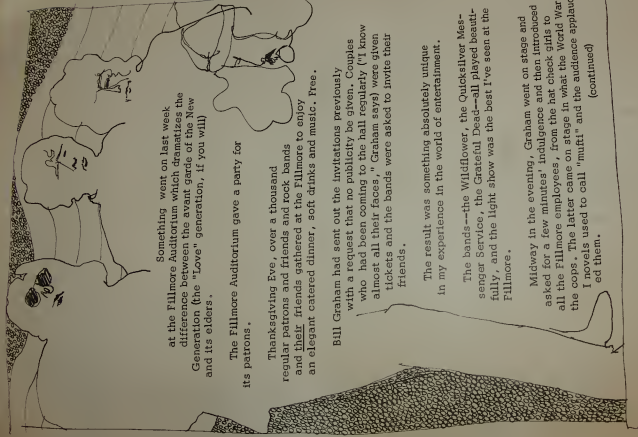 Something went on last week
at the Fillmore Auditorium which dramatizes the
difference between the avant garde of the New
Generation (the "Love" generation, if you will)
and its elders.
The Fillmore Auditorium gave a party for
its patrons.
Thanksgiving Eve, over a thousand
regular patrons and friends and rock bands
and their friends gathered at the Fillmore to enjoy
an elegant catered dinner, soft drinks and music. Free.
Bill Graham had sent out the invitations previously
with a request that no publicity be given. Couples
who had been coming to the hall regularly ("I know
almost all their faces," Graham says) were given
tickets and the bands were asked to invite their
friends.
The result was something absolutely unique
in my experience in the world of entertainment.
The bands--the Wildflower, the Quicksilver Mes-
senger Service, the Grateful Dead--all played beauti-
fully, and the light show was the best I've seen at the
Fillmore.
Midway in the evening, Graham went on stage and
asked for a few minutes' indulgence and then introduced
all the Fillmore employees, from the hat check girls to
the cops. The latter came on stage in what the World War
I novels used to call "mufti" and the audience applaud
ed them.
(continued)